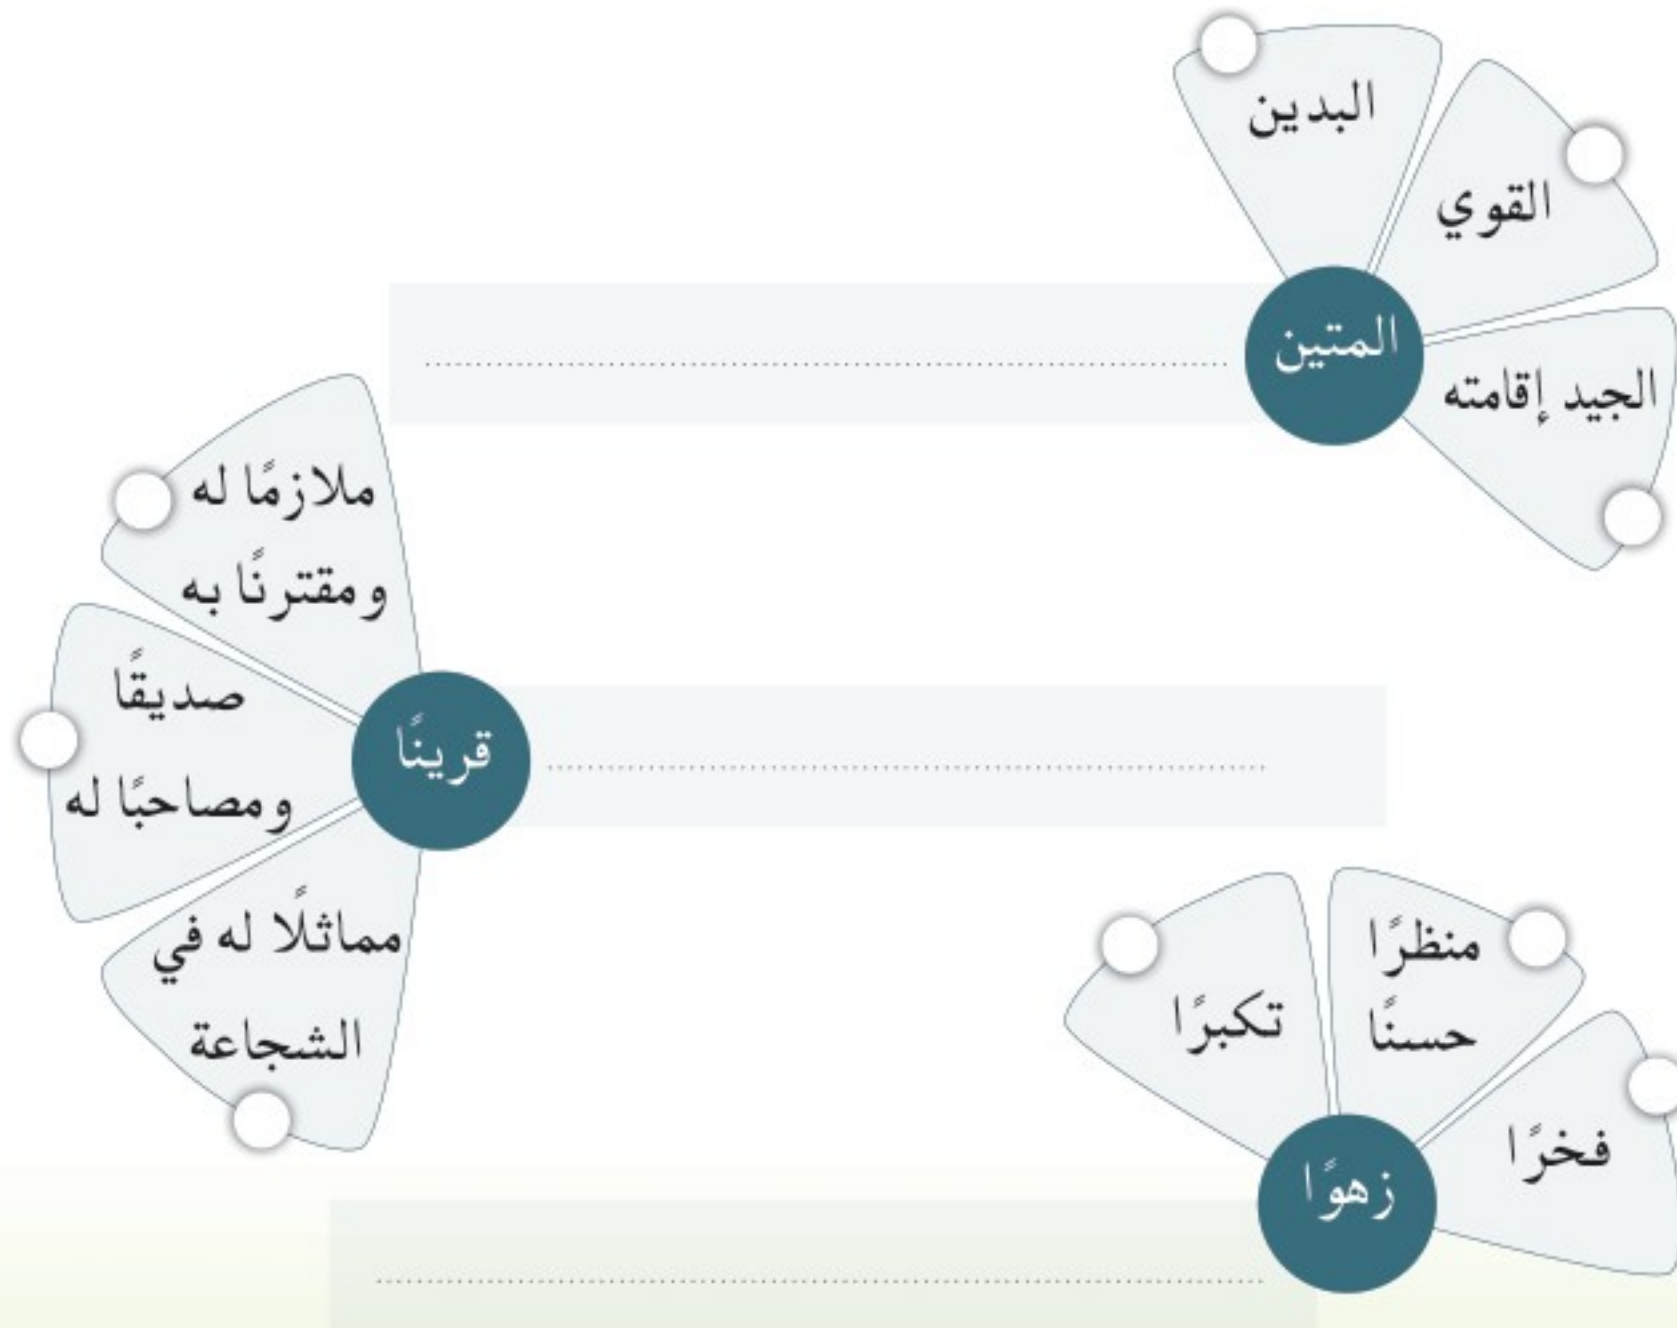 البدين
القوي
الجيد إقامته
المتين
ملازمًا له
ومقترنًا به
صديقًا
ومصاحبًا له
مماثلًا له في
الشجاعة
قرينًا
تكبرًا
منظرًا
حسنًا
فخرًا
زهوًا